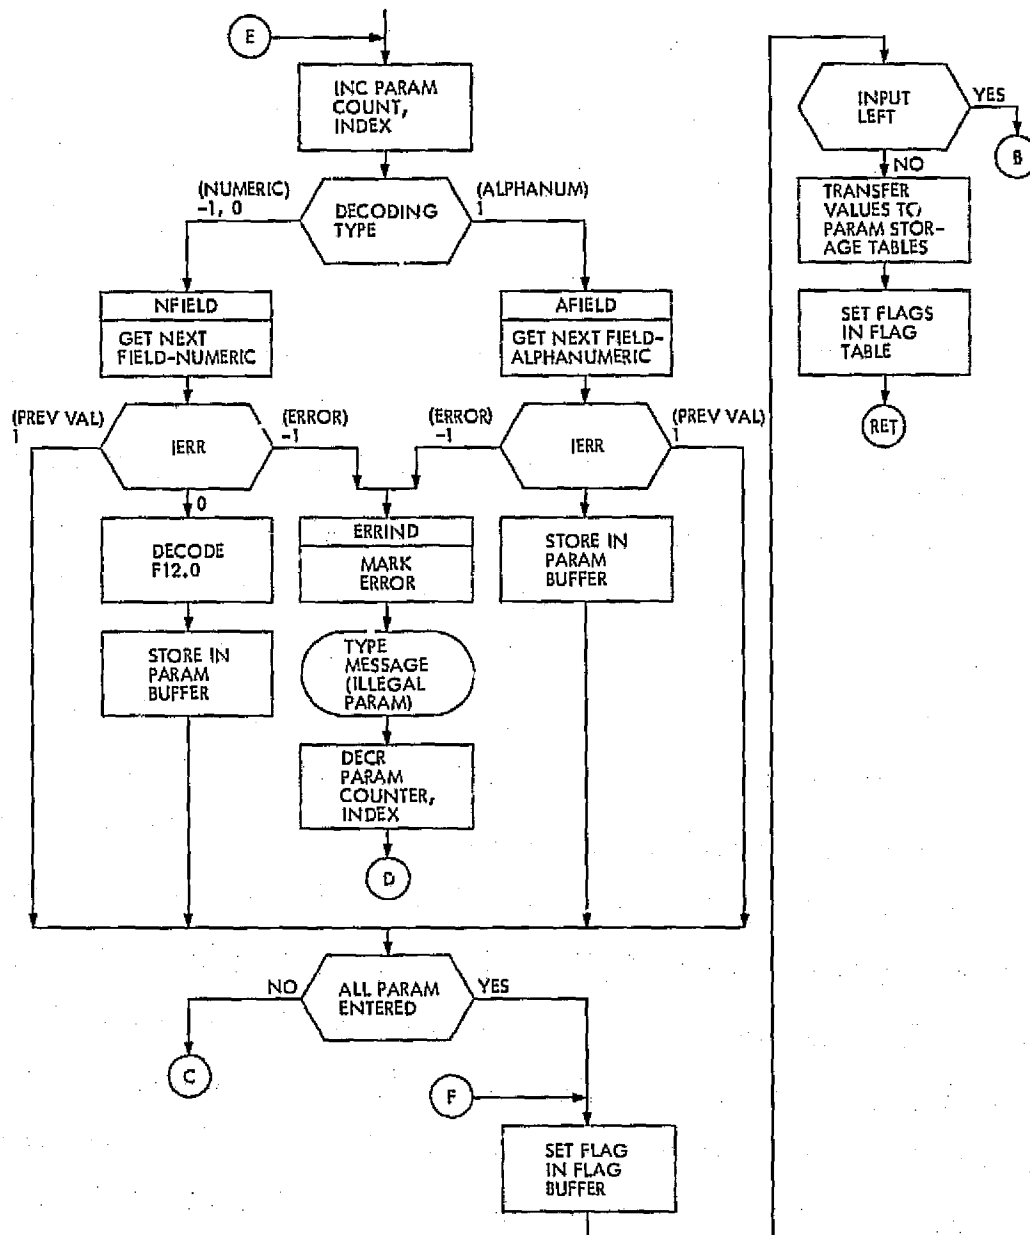 E
INC PARAM
COUNT,
INDEX
(NUMERIC)
-1, 0
DECODING
TYPE
(ALPHANUM)
1
NFIELD
GET NEXT
FIELD-NUMERIC
AFIELD
GET NEXT FIELD-
ALPHANUMERIC
(PREV VAL)
1
IERR
(ERROR)
-1
(ERROR)
-1
IERR
(PREV VAL)
1
0
DECODE
F12.0
ERRIND
MARK
ERROR
STORE IN
PARAM
BUFFER
STORE IN
PARAM
BUFFER
TYPE
MESSAGE
(ILLEGAL
PARAM)
DECR
PARAM
COUNTER,
INDEX
D
NO
ALL PARAM
ENTERED
YES
C
F
SET FLAG
IN FLAG
BUFFER
INPUT
LEFT
YES
B
NO
TRANSFER
VALUES TO
PARAM STOR-
AGE TABLES
SET FLAGS
IN FLAG
TABLE
RET